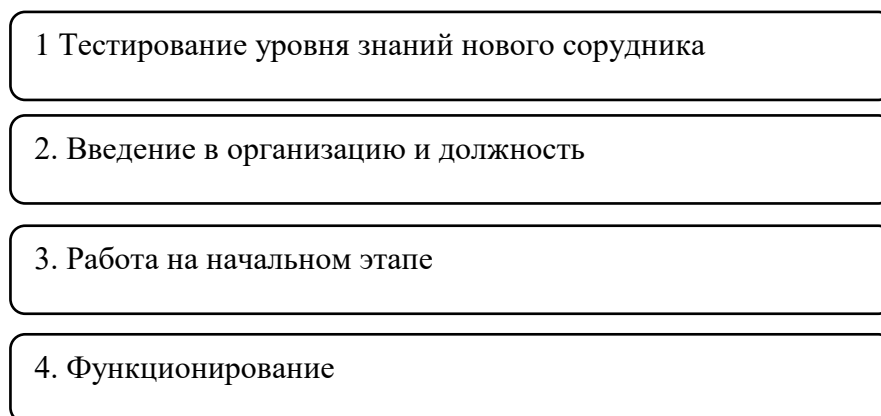 1 Тестирование уровня знаний нового сорудника
2. Введение в организацию и должность
3. Работа на начальном этапе
4. Функционирование